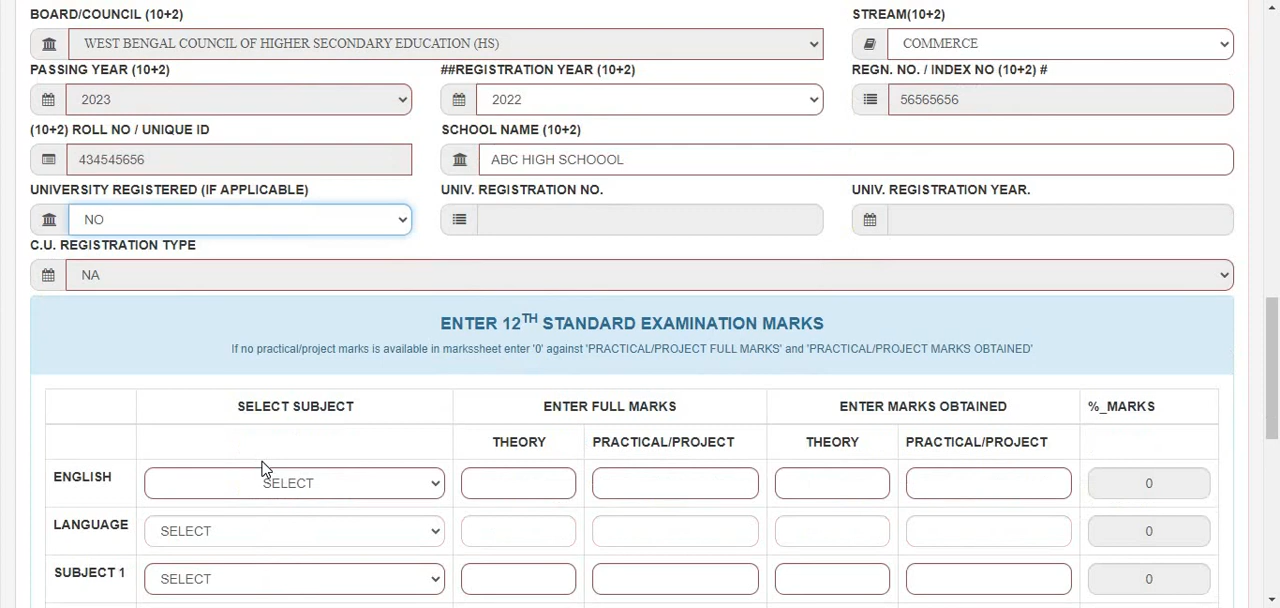 BOARD/COUNCIL (10+2) STREAM(10+2)
WEST BENGAL COUNCIL OF HIGHER SECONDARY EDUCATION (HS) COMMERCE
PASSING YEAR (10+2) ##REGISTRATION YEAR (10+2) REGN. NO. / INDEX NO (10+2) #
2023 2022 56565656
(10+2) ROLL NO / UNIQUE ID SCHOOL NAME (10+2)
434545656 ABC HIGH SCHOOOL
UNIVERSITY REGISTERED (IF APPLICABLE) UNIV. REGISTRATION NO. UNIV. REGISTRATION YEAR.
NO
C.U. REGISTRATION TYPE
NA
ENTER 12TH STANDARD EXAMINATION MARKS
If no practical/project marks is available in markssheet enter '0' against 'PRACTICAL/PROJECT FULL MARKS' and 'PRACTICAL/PROJECT MARKS OBTAINED'
SELECT SUBJECT ENTER FULL MARKS ENTER MARKS OBTAINED %_MARKS
THEORY PRACTICAL/PROJECT THEORY PRACTICAL/PROJECT
ENGLISH SELECT 0
LANGUAGE SELECT 0
SUBJECT 1 SELECT 0